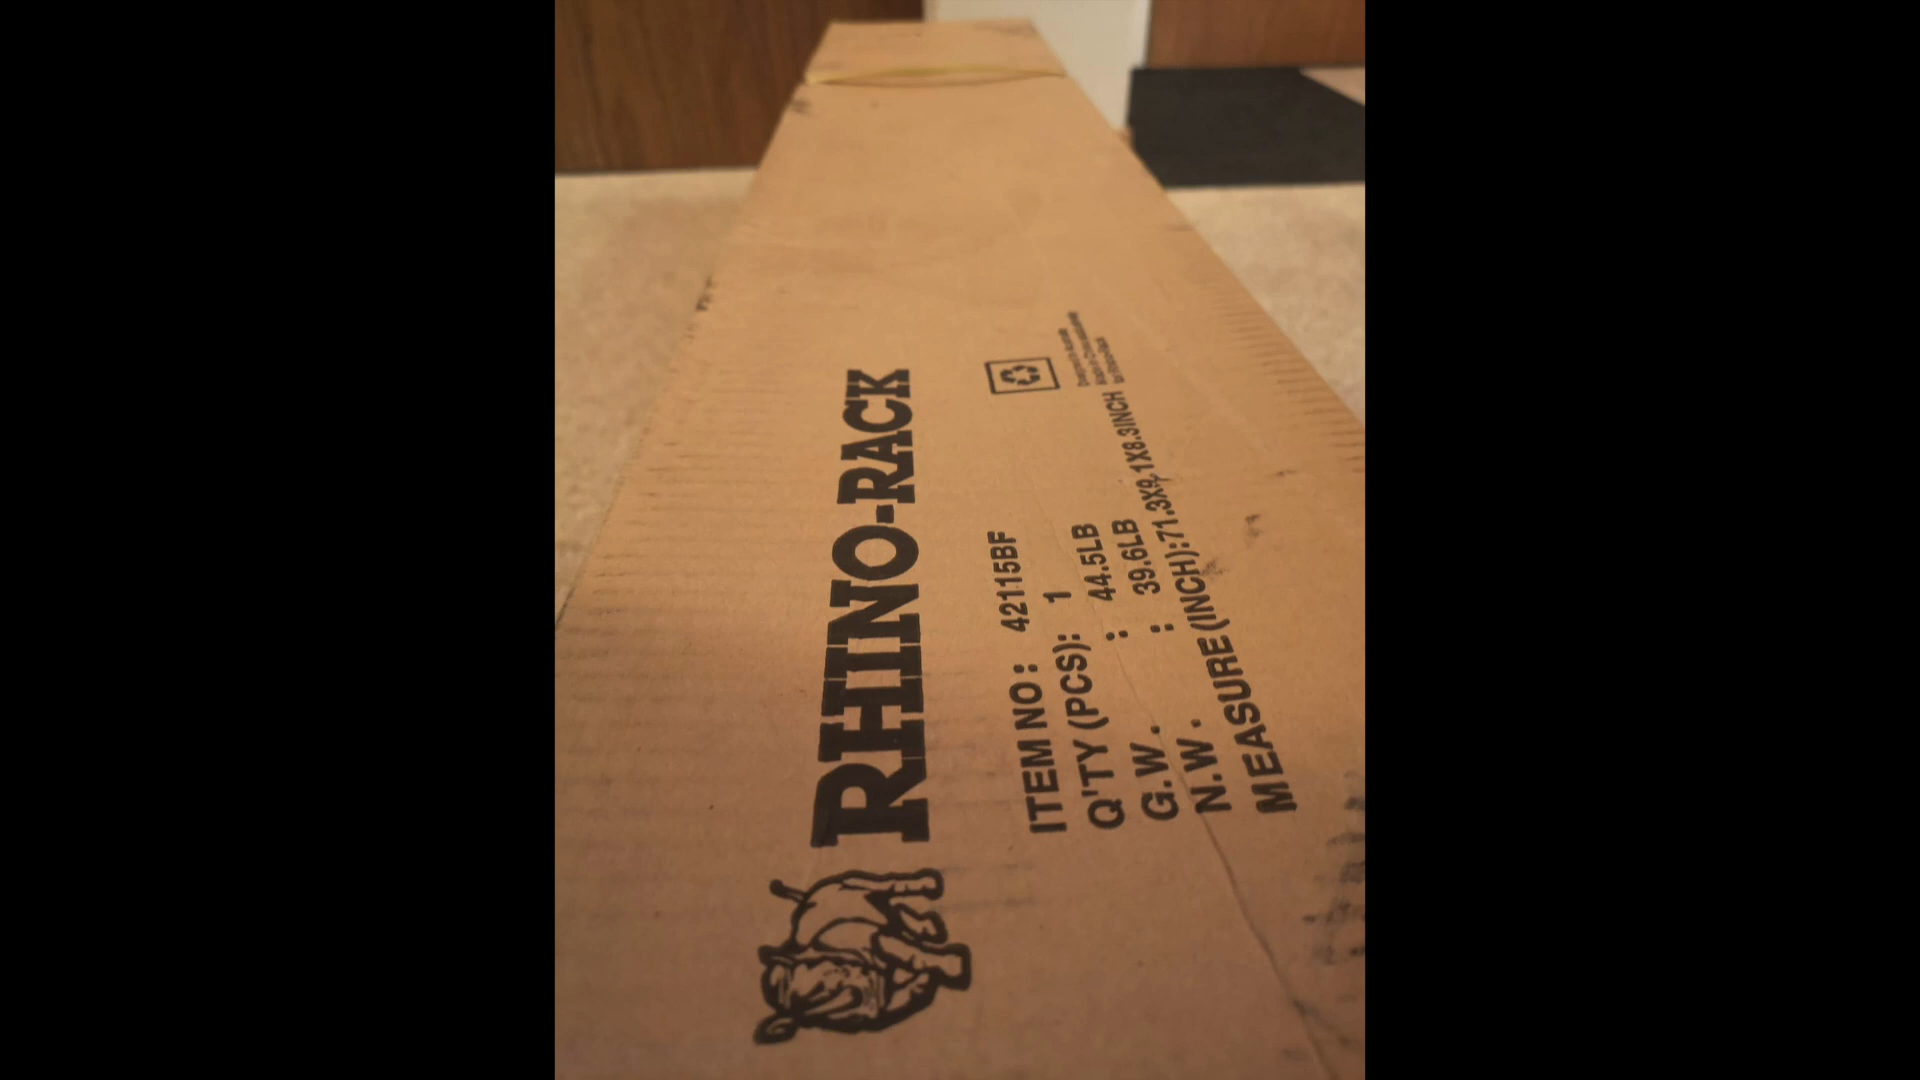 RHINO-RACK
ITEM NO: 42115BF
Q'TY (PCS): 1
G.W. : 44.5LB
N.W. : 39.6LB
MEASURE (INCH):71.3X9.1X8.3INCH